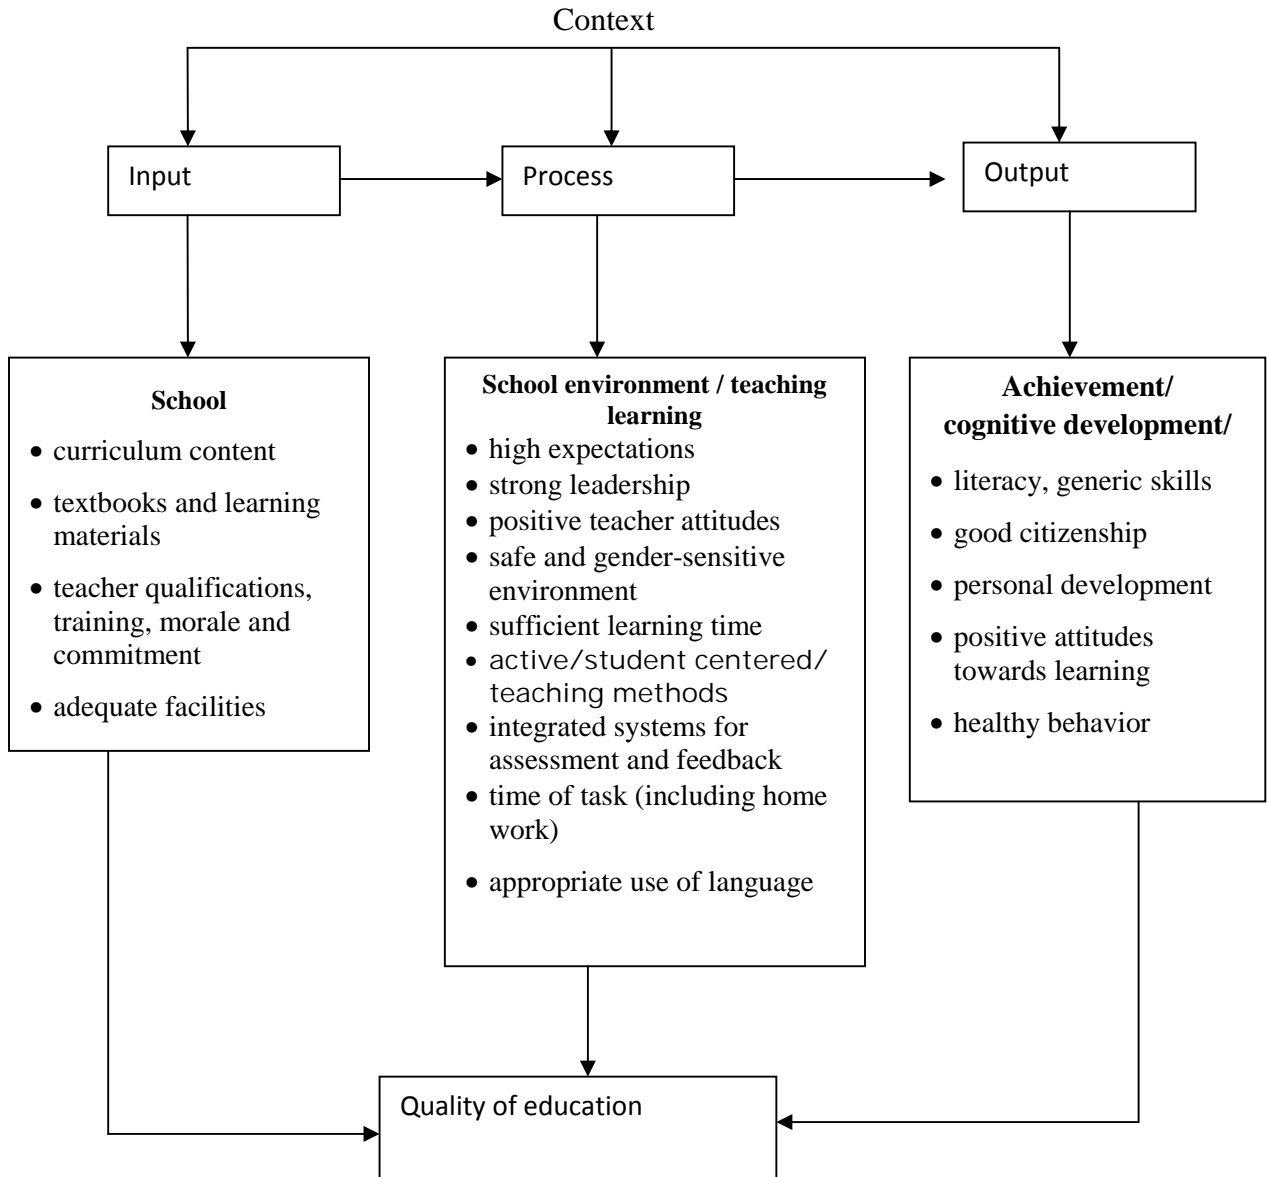 Context
Input
Process
Output
School
• curriculum content
• textbooks and learning
materials
• teacher qualifications,
training, morale and
commitment
• adequate facilities
School environment / teaching
learning
• high expectations
• strong leadership
• positive teacher attitudes
• safe and gender-sensitive
environment
• sufficient learning time
• active/student centered/
teaching methods
• integrated systems for
assessment and feedback
• time of task (including home
work)
• appropriate use of language
Achievement/
cognitive development/
• literacy, generic skills
• good citizenship
• personal development
• positive attitudes
towards learning
• healthy behavior
Quality of education